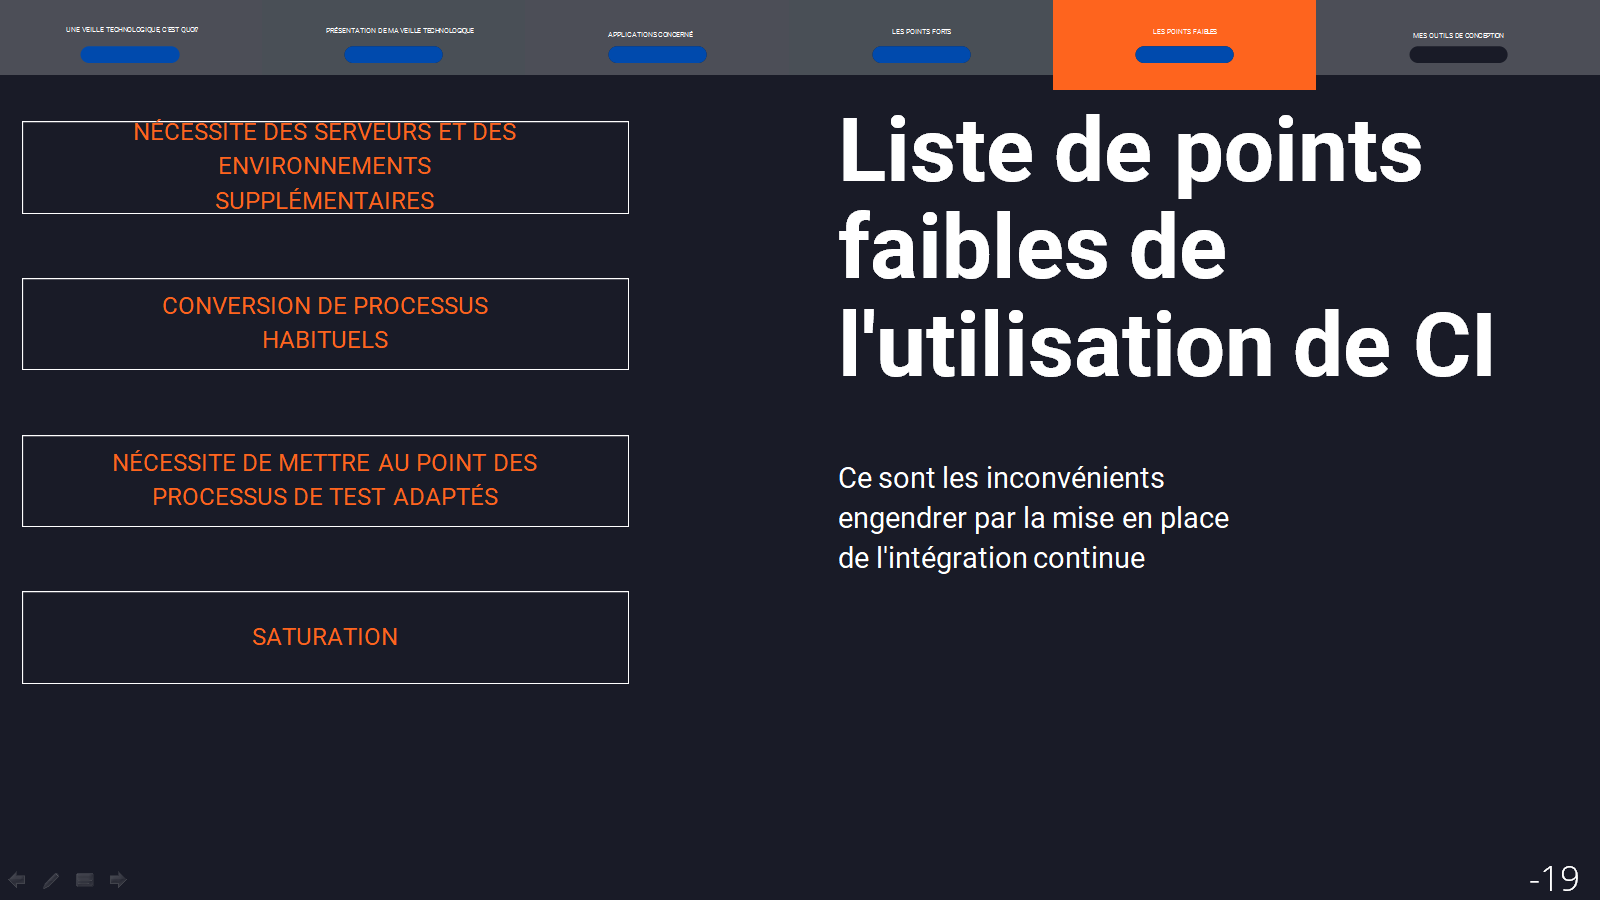 UNE VEILLE TECHNOLOGIQUE, C'EST QUOI?
PRÉSENTATION DE MA VEILLE TECHNOLOGIQUE
APPLICATIONS CONCERNÉ
LES POINTS FORTS
LES POINTS FAIBLES
MES OUTILS DE CONCEPTION
NÉCESSITE DES SERVEURS ET DES
ENVIRONNEMENTS
SUPPLÉMENTAIRES
CONVERSION DE PROCESSUS
HABITUELS
NÉCESSITE DE METTRE AU POINT DES
PROCESSUS DE TEST ADAPTÉS
SATURATION
Liste de points
faibles de
l'utilisation de CI
Ce sont les inconvénients
engendrer par la mise en place
de l'intégration continue
-19